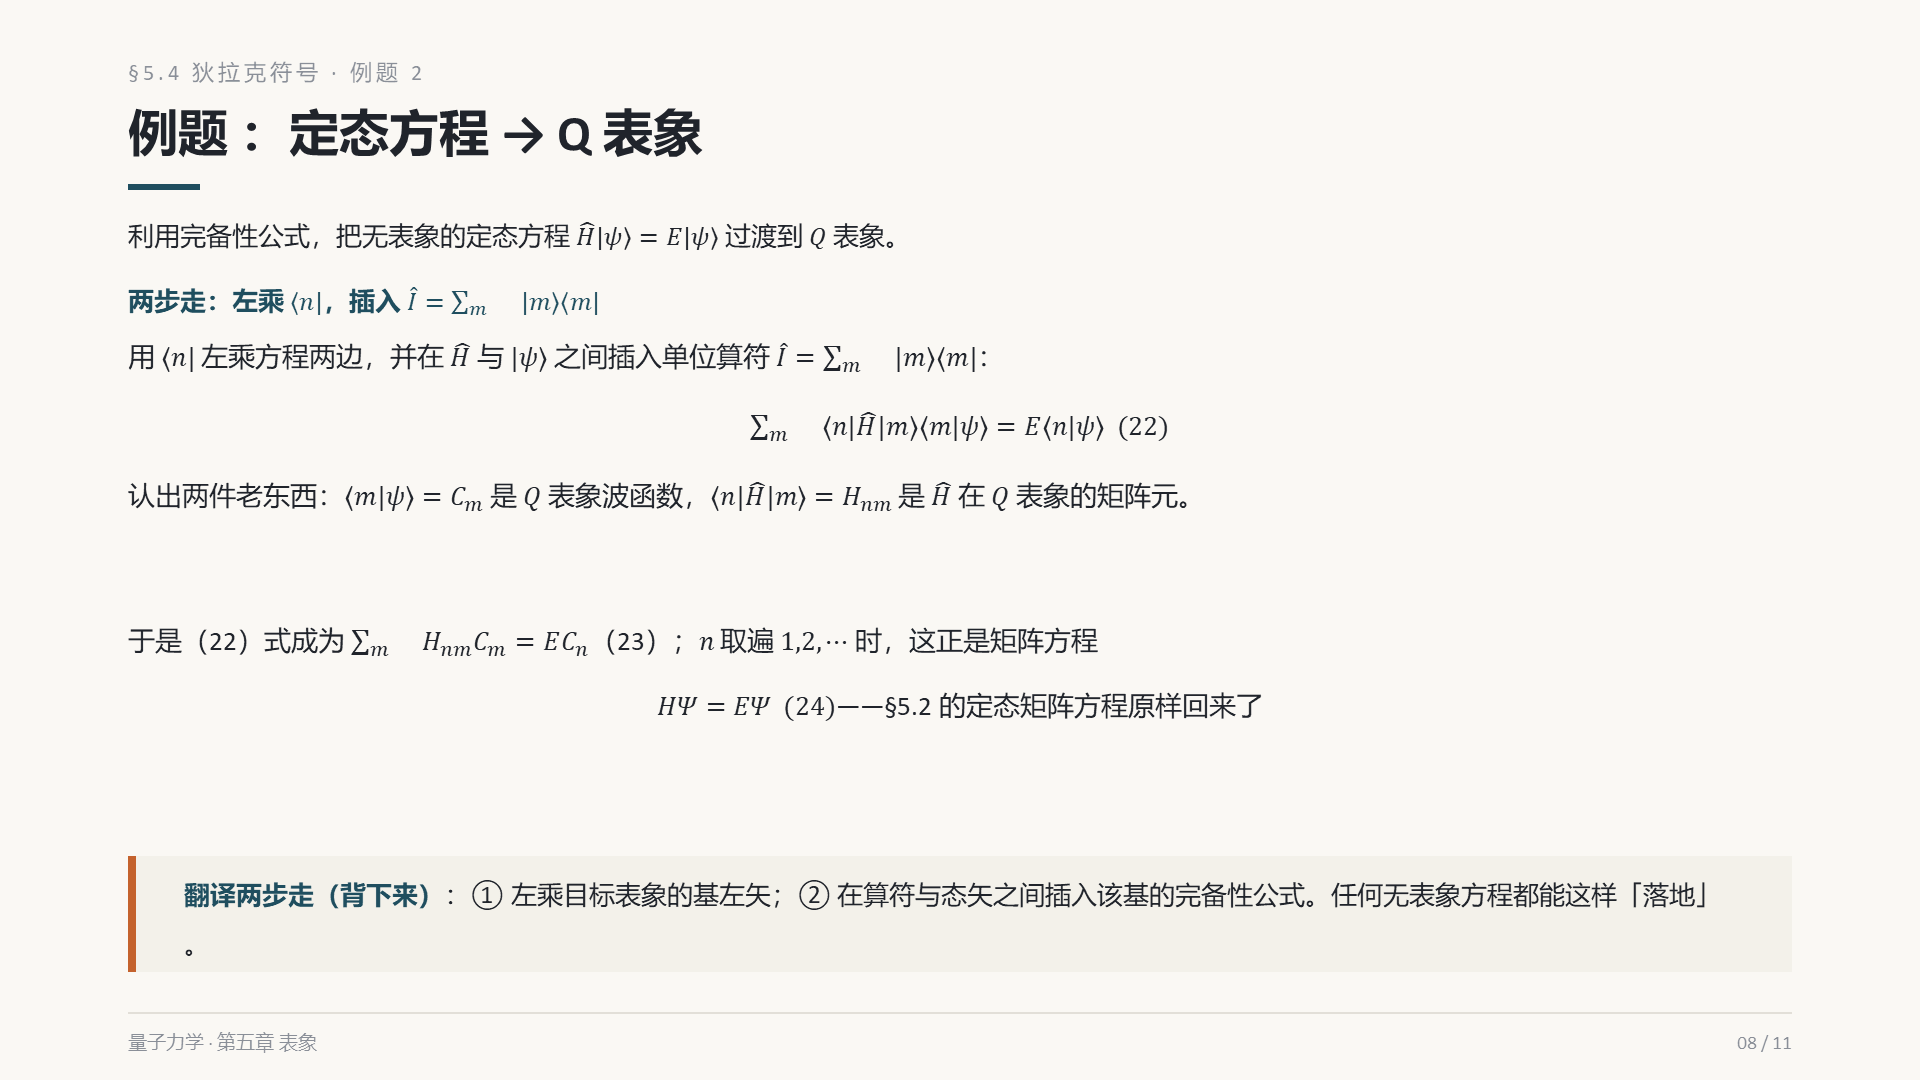 §5.4 狄拉克符号 · 例题 2
例题： 定态方程 → Q 表象
利用完备性公式，把无表象的定态方程 Ĥ|ψ⟩ = E|ψ⟩ 过渡到 Q 表象。
两步走：左乘 ⟨n|，插入 Î = ∑ₘ |m⟩⟨m|
用 ⟨n| 左乘方程两边，并在 Ĥ 与 |ψ⟩ 之间插入单位算符 Î = ∑ₘ |m⟩⟨m|：
∑ₘ ⟨n|Ĥ|m⟩⟨m|ψ⟩ = E⟨n|ψ⟩ (22)
认出两件老东西：⟨m|ψ⟩ = Cₘ 是 Q 表象波函数，⟨n|Ĥ|m⟩ = Hₙₘ 是 Ĥ 在 Q 表象的矩阵元。
于是（22）式成为 ∑ₘ HₙₘCₘ = ECₙ（23）；n 取遍 1,2,⋯ 时，这正是矩阵方程
HΨ = EΨ (24)——§5.2 的定态矩阵方程原样回来了
翻译两步走（背下来）：① 左乘目标表象的基左矢；② 在算符与态矢之间插入该基的完备性公式。任何无表象方程都能这样「落地」
。
量子力学 · 第五章 表象
08 / 11